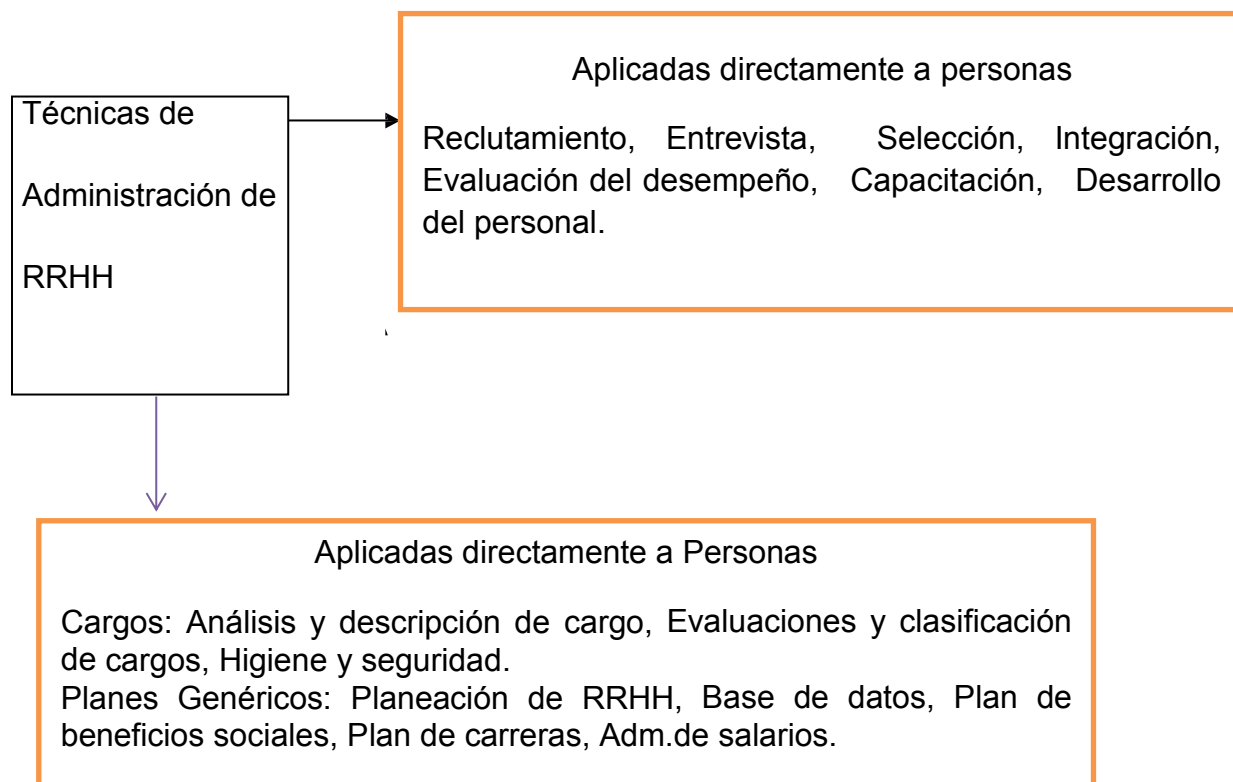 Técnicas de
Administración de
RRHH
Aplicadas directamente a personas
Reclutamiento, Entrevista, Selección, Integración,
Evaluación del desempeño, Capacitación, Desarrollo
del personal.
Aplicadas directamente a Personas
Cargos: Análisis y descripción de cargo, Evaluaciones y clasificación
de cargos, Higiene y seguridad.
Planes Genéricos: Planeación de RRHH, Base de datos, Plan de
beneficios sociales, Plan de carreras, Adm.de salarios.